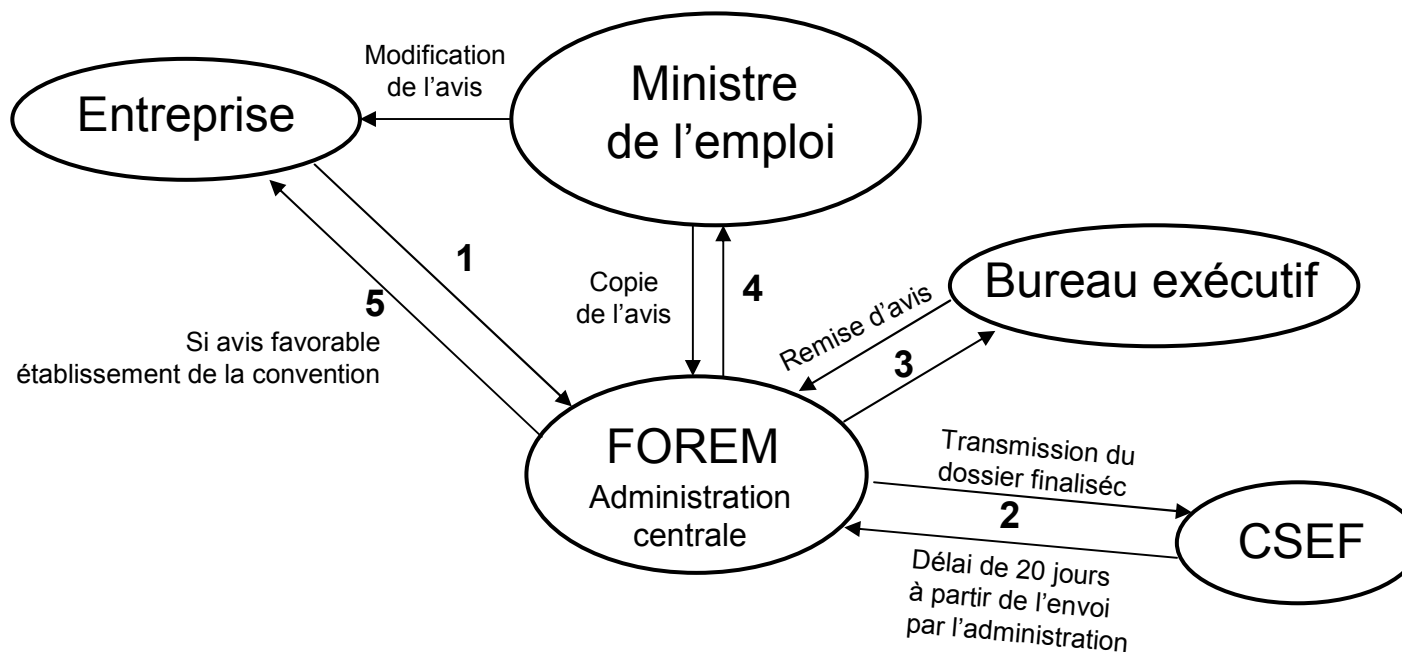 Modification
de l'avis
Entreprise
Ministre
de l'emploi
1
5
Si avis favorable
établissement de la convention
Copie
de l'avis
4
Bureau exécutif
Remise d'avis
3
FOREM
Administration
centrale
Transmission du
dossier finaliséc
2
CSEF
Délai de 20 jours
à partir de l'envoi
par l'administration